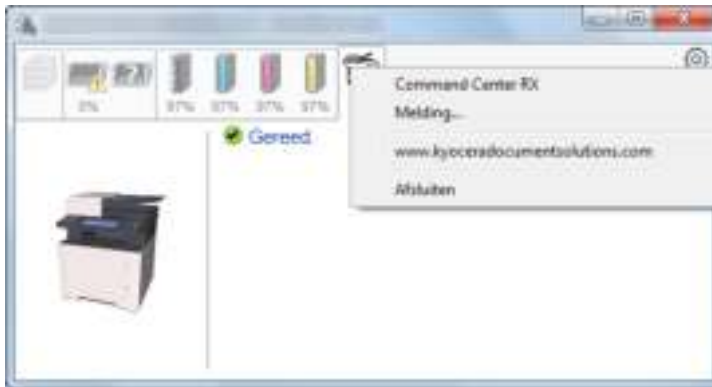 0%
97%
97%
97%
97%
Gereed
Command Center RX
Melding...
www.kyoceradocumentsolutions.com
Afsluiten